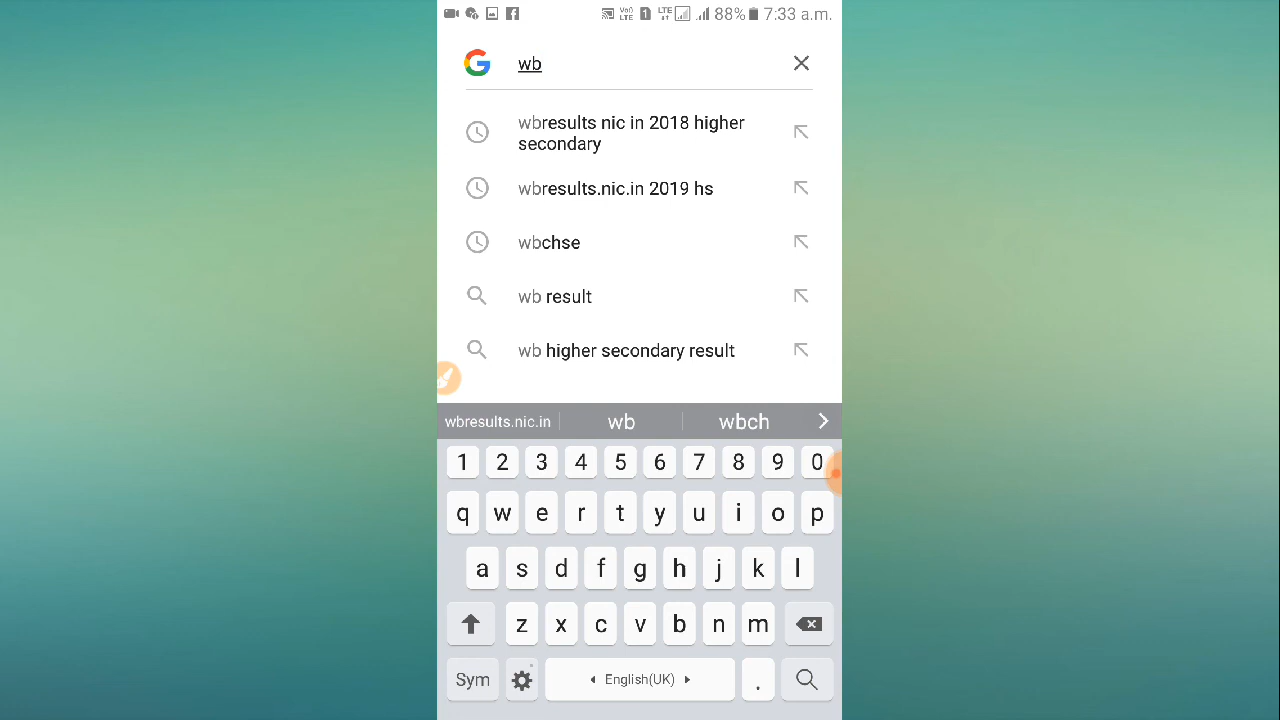 88% 7:33 a.m.
wb
wbresults nic in 2018 higher
secondary
wbresults.nic.in 2019 hs
wbchse
wb result
wb higher secondary result
wbresults.nic.in wb wbch
1 2 3 4 5 6 7 8 9 0
q w e r t y u i o p
a s d f g h j k l
z x c v b n m
Sym English(UK) .